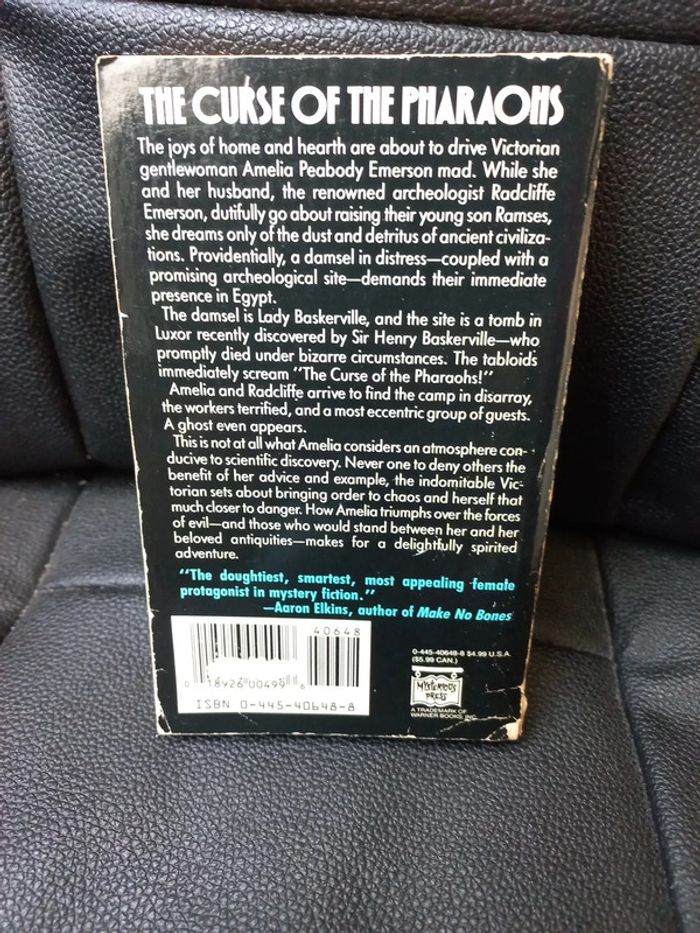 THE CURSE OF THE PHARAOHS
The joys of home and hearth are about to drive Victorian
gentlewoman Amelia Peabody Emerson mad. While she
and her husband, the renowned archeologist Radcliffe
Emerson, dutifully go about raising their young son Ramses,
she dreams only of the dust and detritus of ancient civiliza-
tions. Providentially, a damsel in distress—coupled with a
promising archeological site—demands their immediate
presence in Egypt.
The damsel is Lady Baskerville, and the site is a tomb in
Luxor recently discovered by Sir Henry Baskerville—who
promptly died under bizarre circumstances. The tabloids
immediately scream "The Curse of the Pharaohs!"
Amelia and Radcliffe arrive to find the camp in disarray,
the workers terrified, and a most eccentric group of guests.
A ghost even appears.
This is not at all what Amelia considers an atmosphere con-
ducive to scientific discovery. Never one to deny others the
benefit of her advice and example, the indomitable Vic-
torian sets about bringing order to chaos and herself that
much closer to danger. How Amelia triumphs over the forces
of evil—and those who would stand between her and her
beloved antiquities—makes for a delightfully spirited
adventure.
"The doughtiest, smartest, most appealing female
protagonist in mystery fiction."
—Aaron Elkins, author of Make No Bones
40648
0 18926 00499 6
ISBN 0-445-40648-8
0-445-40648-8 $4.99 U.S.A.
($5.99 CAN.)
MYSTERIOUS
PRESS
A TRADEMARK OF
WARNER BOOKS, INC.